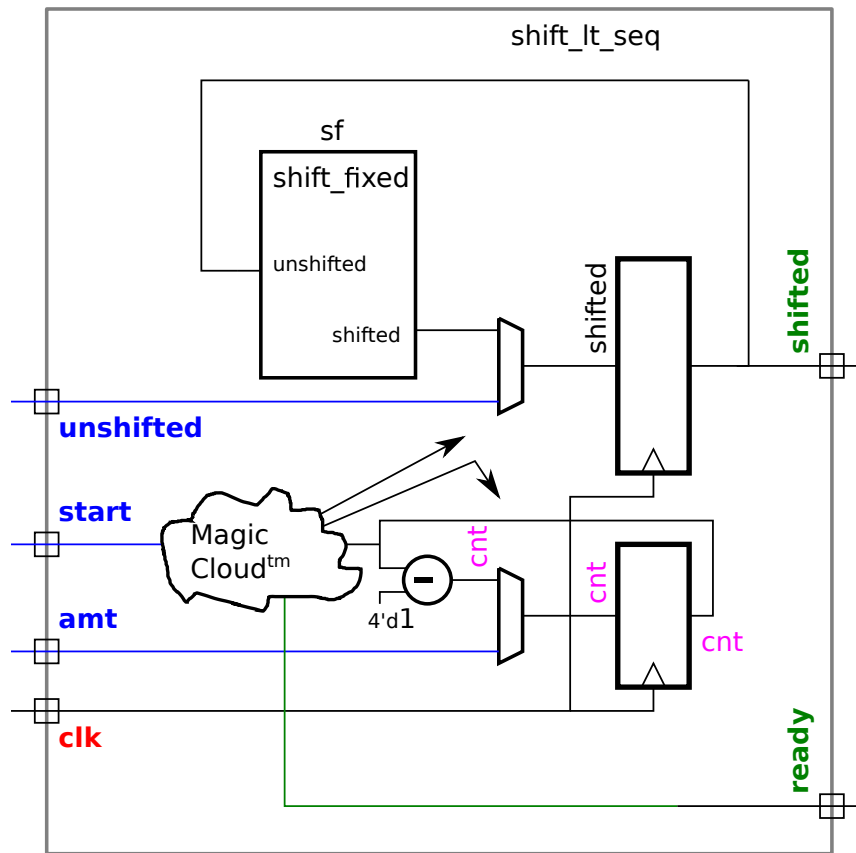 shift_lt_seq
sf
shift_fixed
unshifted
shifted
shifted
shifted
unshifted
start
Magic
Cloudtm
cnt
cnt
4'd1
amt
cnt
clk
ready